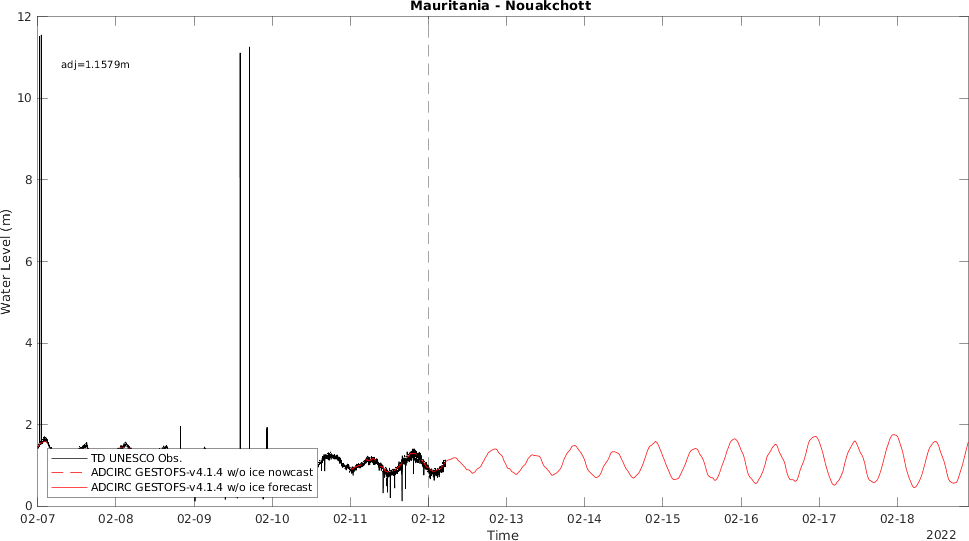 Mauritania - Nouakchott
12
adj=1.1579m
10
8
6
4
2
0
Water Level (m)
TD UNESCO Obs.
ADCIRC GESTOFS-v4.1.4 w/o ice nowcast
ADCIRC GESTOFS-v4.1.4 w/o ice forecast
02-07 02-08 02-09 02-10 02-11 02-12 02-13 02-14 02-15 02-16 02-17 02-18
Time
2022